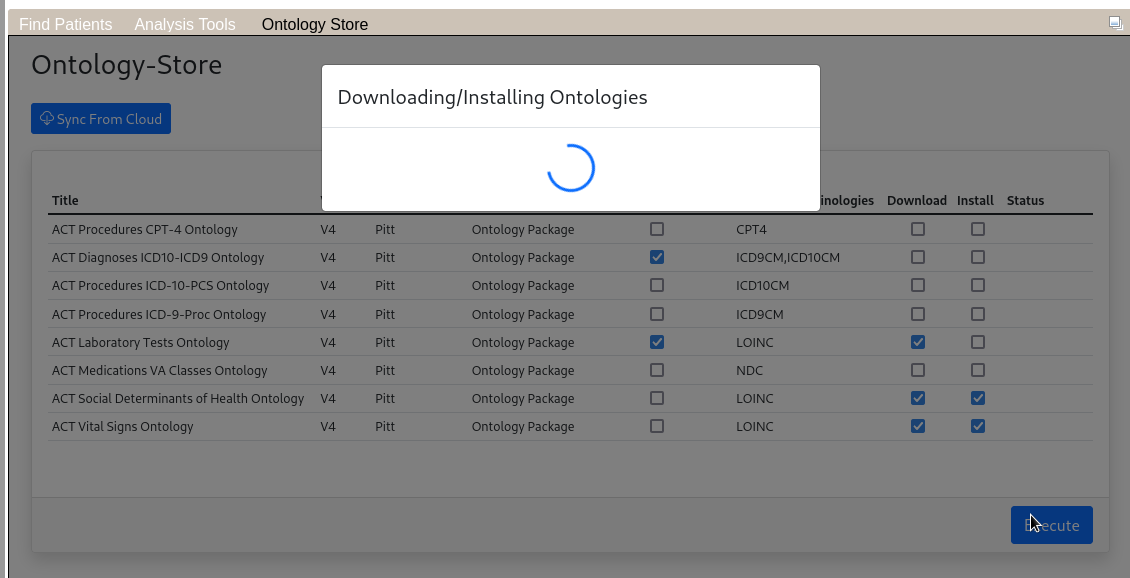 Find Patients Analysis Tools Ontology Store
Ontology-Store
Downloading/Installing Ontologies
Sync From Cloud
Title Download Install Status
ACT Procedures CPT-4 Ontology V4 Pitt Ontology Package CPT4
ACT Diagnoses ICD10-ICD9 Ontology V4 Pitt Ontology Package ICD9CM,ICD10CM
ACT Procedures ICD-10-PCS Ontology V4 Pitt Ontology Package ICD10CM
ACT Procedures ICD-9-Proc Ontology V4 Pitt Ontology Package ICD9CM
ACT Laboratory Tests Ontology V4 Pitt Ontology Package LOINC
ACT Medications VA Classes Ontology V4 Pitt Ontology Package NDC
ACT Social Determinants of Health Ontology V4 Pitt Ontology Package LOINC
ACT Vital Signs Ontology V4 Pitt Ontology Package LOINC
Execute